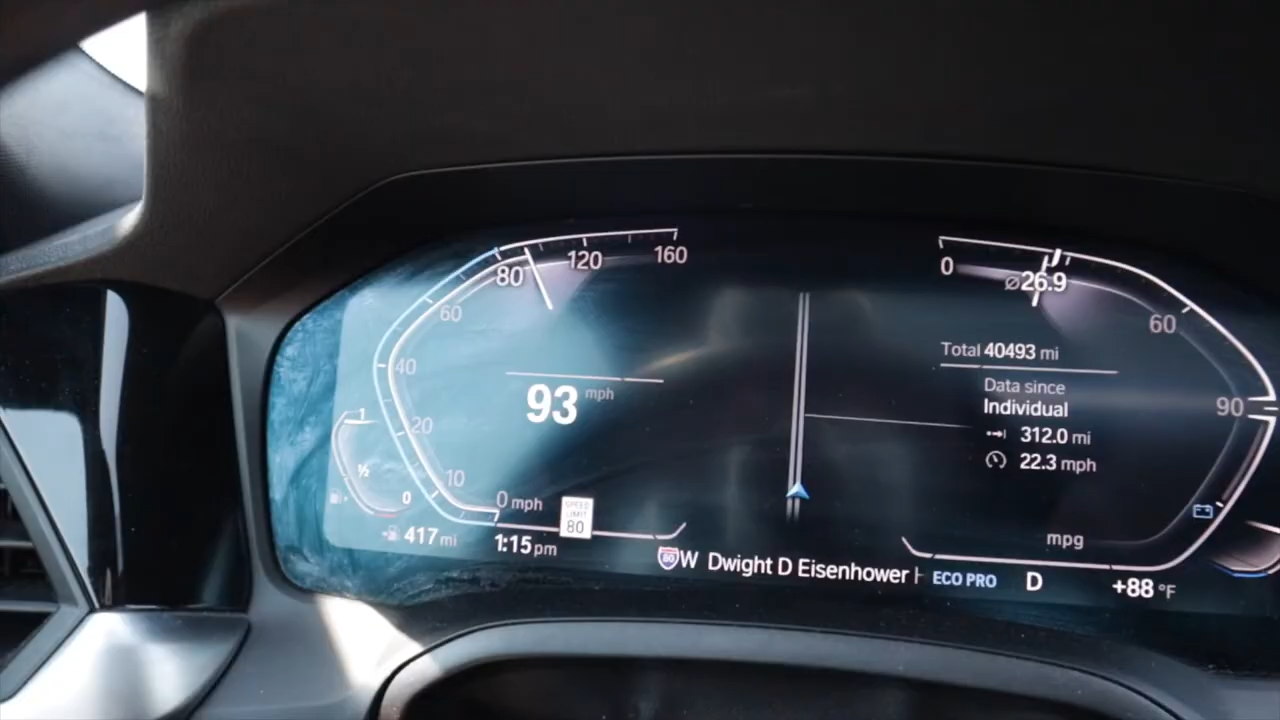 80
120
160
60
40
20
10
0 mph
93 mph
1
½
0
SPEED
LIMIT
80
417 mi
1:15 pm
80 W Dwight D Eisenhower H
0
⌀26.9
60
90
Total 40493 mi
Data since
Individual
312.0 mi
22.3 mph
mpg
ECO PRO
D
+88 °F